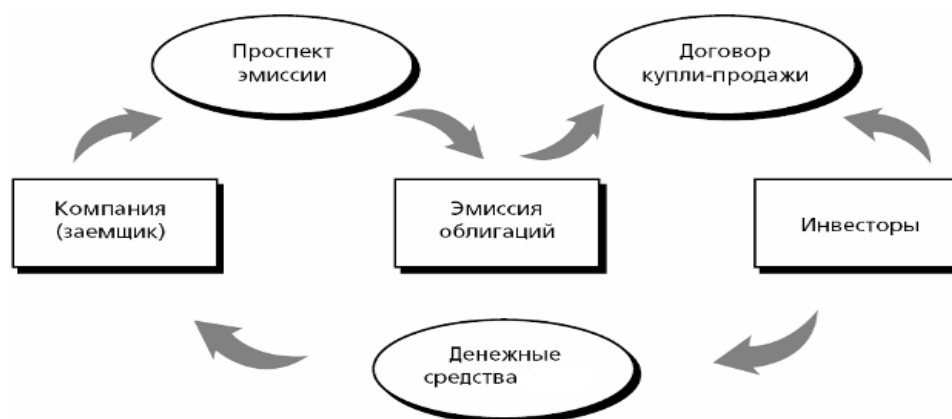 Проспект
эмиссии
Договор
купли-продажи
Компания
(заемщик)
Эмиссия
облигаций
Инвесторы
Денежные
средства